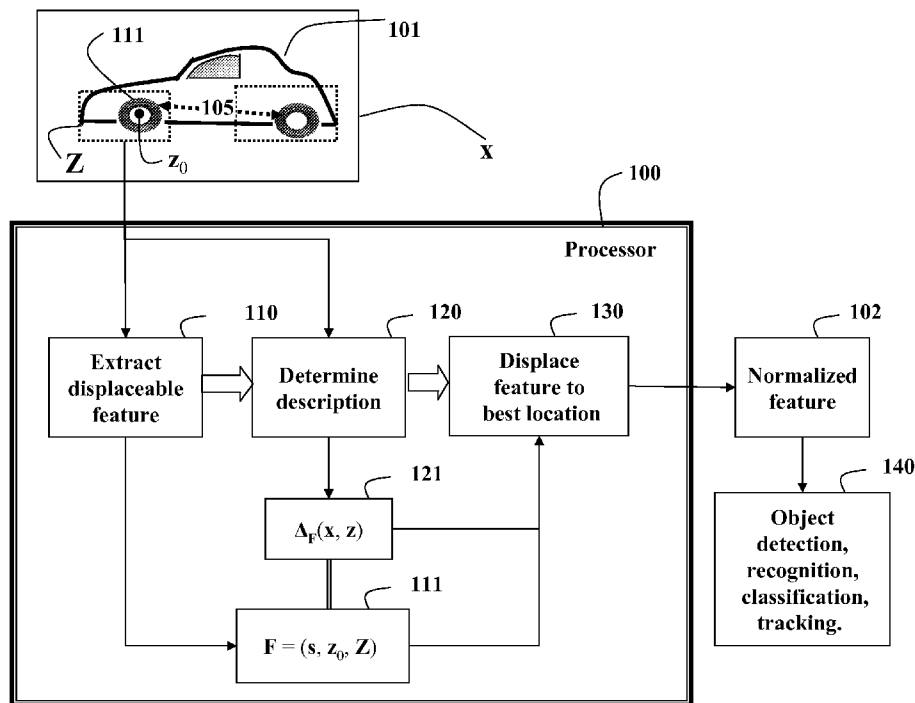 111
101
105
Z
z₀
x
100
Processor
110
120
130
102
Extract
displaceable
feature
Determine
description
Displace
feature to
best location
Normalized
feature
121
140
Δ_F(x, z)
Object
detection,
recognition,
classification,
tracking.
111
F = (s, z₀, Z)